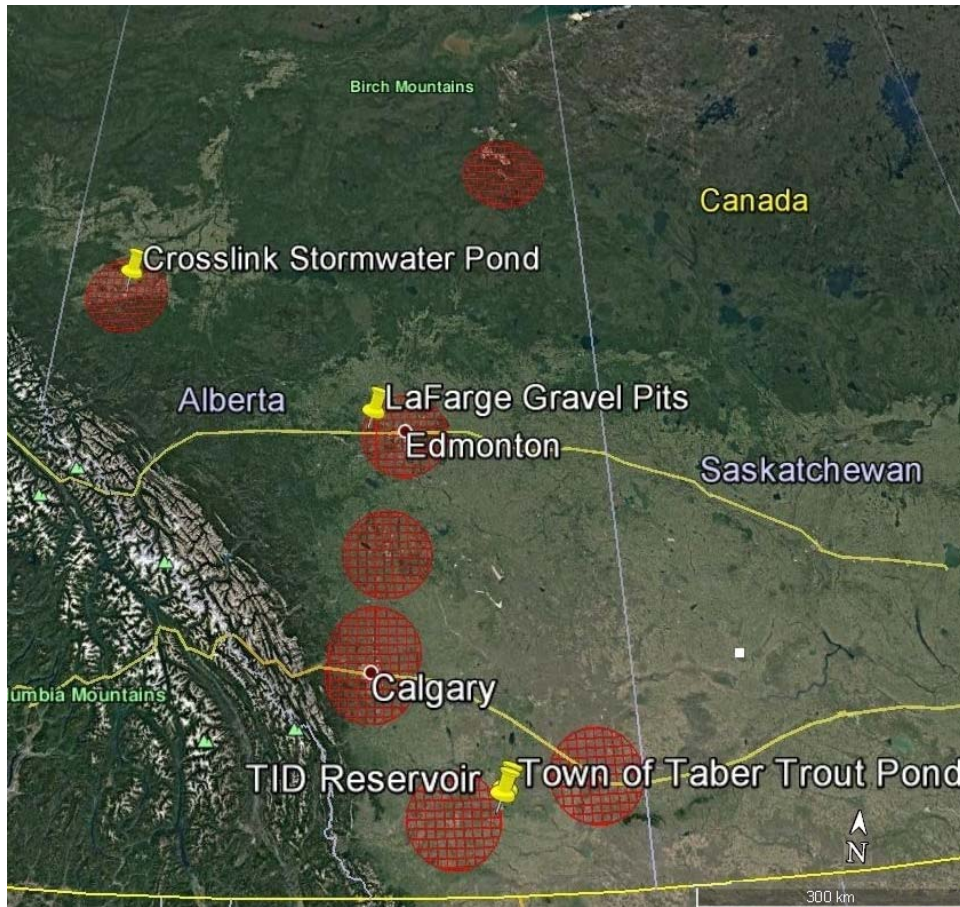 Birch Mountains
Canada
Crosslink Stormwater Pond
Alberta
LaFarge Gravel Pits
Edmonton
Saskatchewan
Calgary
umbia Mountains
TID Reservoir
Town of Taber Trout Pond
N
300 km